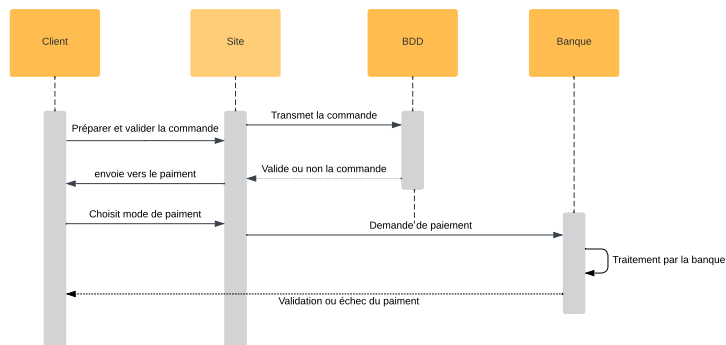 Client
Site
BDD
Banque
Transmet la commande
Préparer et valider la commande
Valide ou non la commande
envoie vers le paiment
Choisit mode de paiment
Demande de paiement
Traitement par la banque
Validation ou échec du paiment